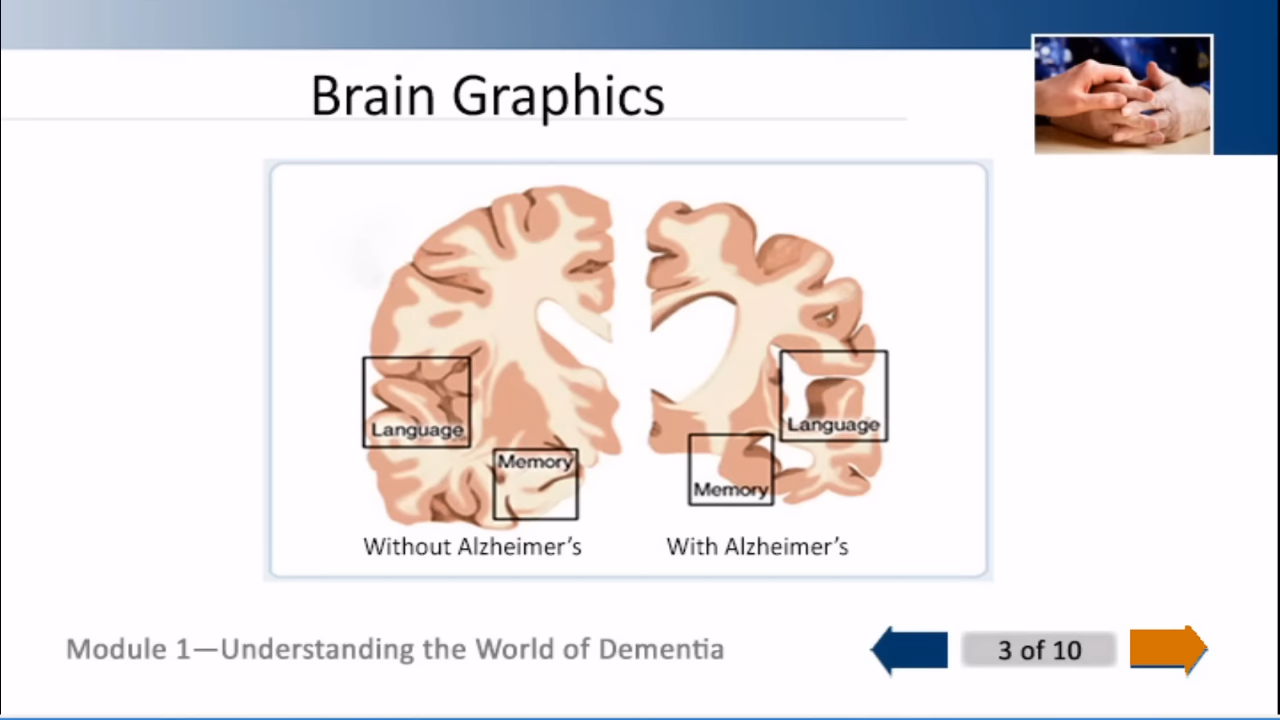 Brain Graphics
Language
Memory
Without Alzheimer’s
Language
Memory
With Alzheimer’s
Module 1—Understanding the World of Dementia
3 of 10